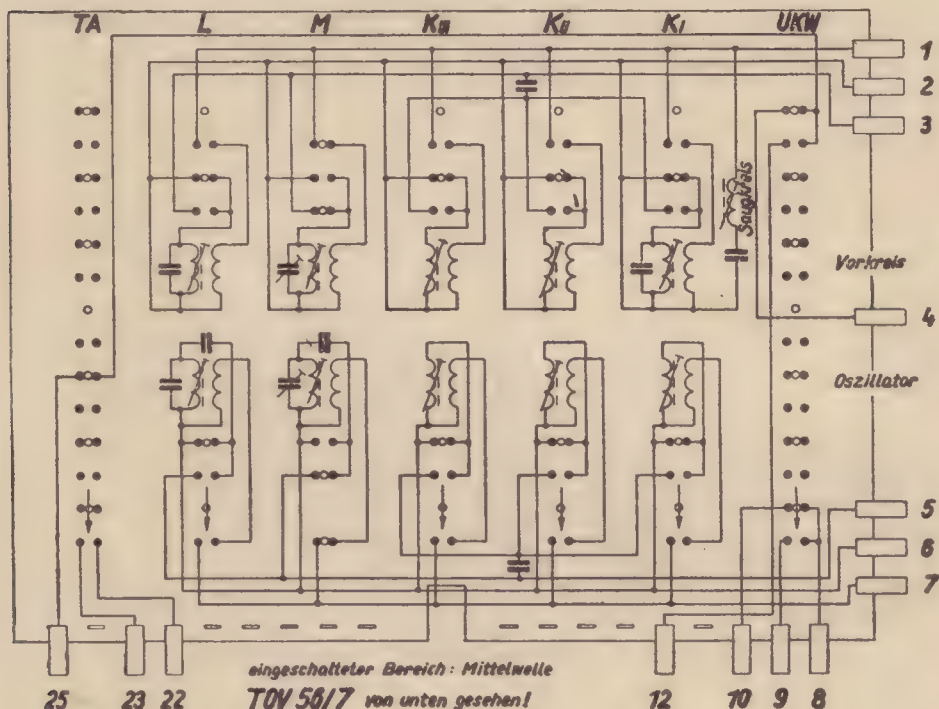 TA L M KIII KII KI UKW
1
2
3
Saugkreis
Vorkreis
4
Oszillator
5
6
7
25 23 22 12 10 9 8
eingeschalteter Bereich: Mittelwelle
TOV 56/7 von unten gesehen!